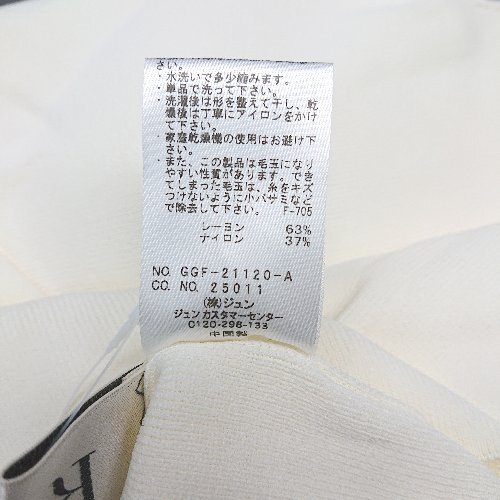 さい。
・水洗いで多少縮みます。
・単品で洗って下さい。
・洗濯後は形を整えて干し、乾
燥後は丁寧にアイロンをかけ
て下さい。
・家庭乾燥機の使用はお避け下
さい。
・また、この製品は毛玉になり
やすい性質があります。でき
てしまった毛玉は、糸をキズ
つけないように小バサミなど
で除去して下さい。 F-705
レーヨン 63%
ナイロン 37%
NO. GGF-21120-A
CO. NO. 25011
(株)ジュン
ジュンカスタマーセンター
0120-298-133
中国製
R